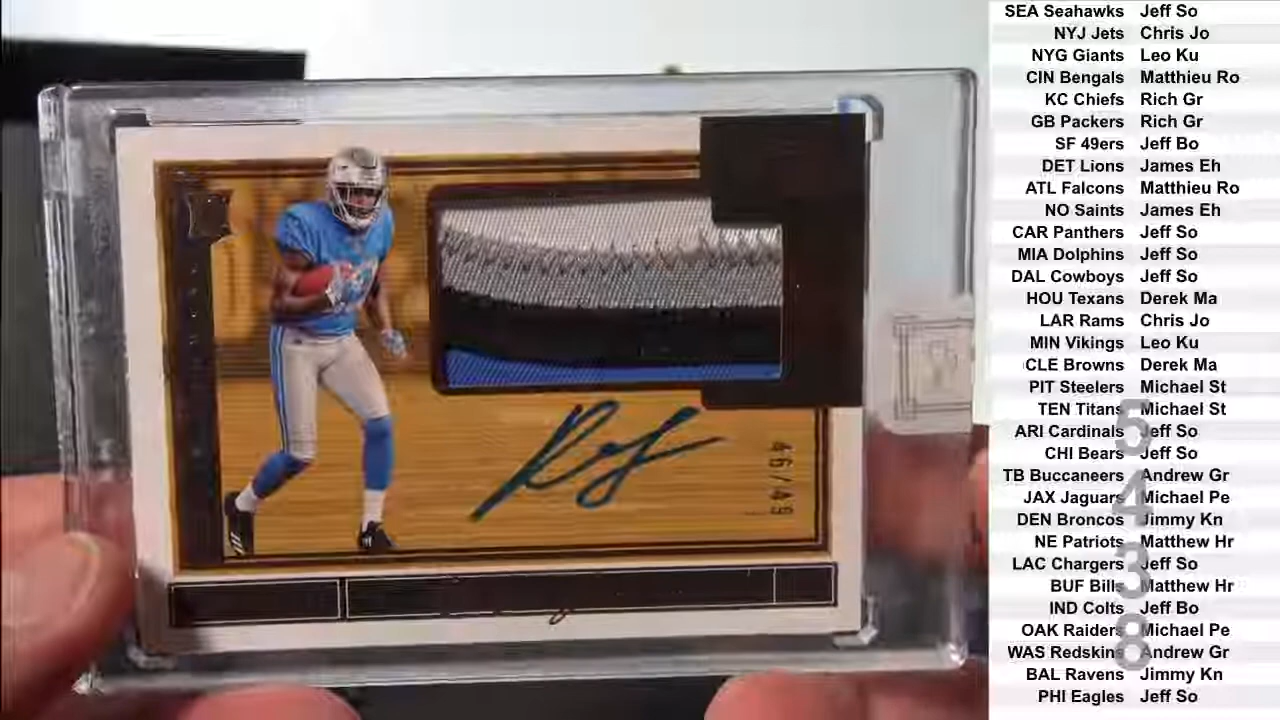 SEA Seahawks Jeff So
NYJ Jets Chris Jo
NYG Giants Leo Ku
CIN Bengals Matthieu Ro
KC Chiefs Rich Gr
GB Packers Rich Gr
SF 49ers Jeff Bo
DET Lions James Eh
ATL Falcons Matthieu Ro
NO Saints James Eh
CAR Panthers Jeff So
MIA Dolphins Jeff So
DAL Cowboys Jeff So
HOU Texans Derek Ma
LAR Rams Chris Jo
MIN Vikings Leo Ku
CLE Browns Derek Ma
PIT Steelers Michael St
TEN Titans Michael St
ARI Cardinals Jeff So
CHI Bears Jeff So
TB Buccaneers Andrew Gr
JAX Jaguars Michael Pe
DEN Broncos Jimmy Kn
NE Patriots Matthew Hr
LAC Chargers Jeff So
BUF Bills Matthew Hr
IND Colts Jeff Bo
OAK Raiders Michael Pe
WAS Redskins Andrew Gr
BAL Ravens Jimmy Kn
PHI Eagles Jeff So
5
4
3
8
46/49